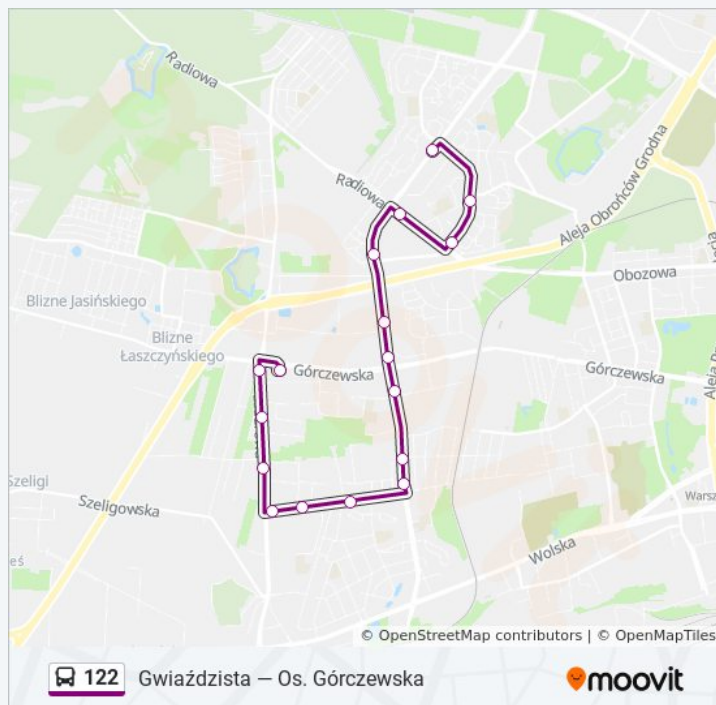 Radiowa
Radiowa
Aleja Obrońców Grodna
Obozowa
Blizne Jasińskiego
Blizne
Łaszczyńskiego
Górczewska
Górczewska
Szeligi
Szeligowska
Warsz
Wolska
© OpenStreetMap contributors | © OpenMapTiles
122 Gwiaździsta — Os. Górczewska
moovit